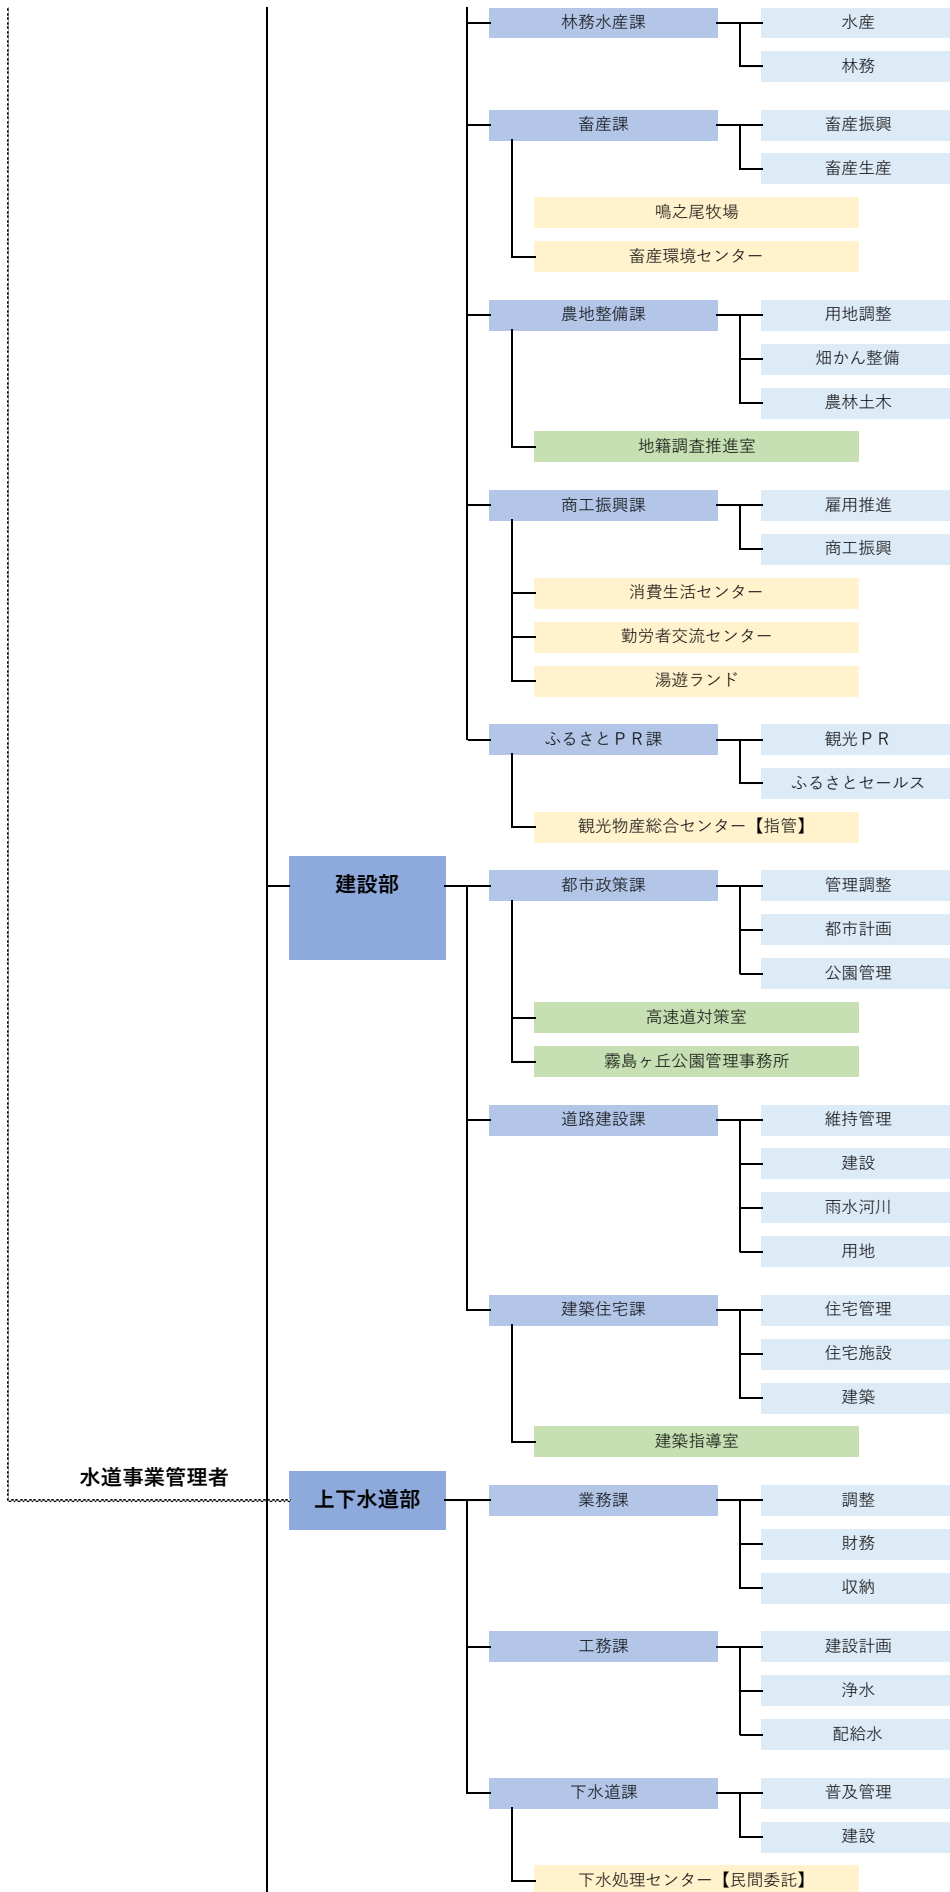 林務水産課
水産
林務
畜産課
畜産振興
畜産生産
鳴之尾牧場
畜産環境センター
農地整備課
用地調整
畑かん整備
農林土木
地籍調査推進室
商工振興課
雇用推進
商工振興
消費生活センター
勤労者交流センター
湯遊ランド
ふるさとＰＲ課
観光ＰＲ
ふるさとセールス
観光物産総合センター【指管】
建設部
都市政策課
管理調整
都市計画
公園管理
高速道対策室
霧島ヶ丘公園管理事務所
道路建設課
維持管理
建設
雨水河川
用地
建築住宅課
住宅管理
住宅施設
建築
建築指導室
水道事業管理者
上下水道部
業務課
調整
財務
収納
工務課
建設計画
浄水
配給水
下水道課
普及管理
建設
下水処理センター【民間委託】